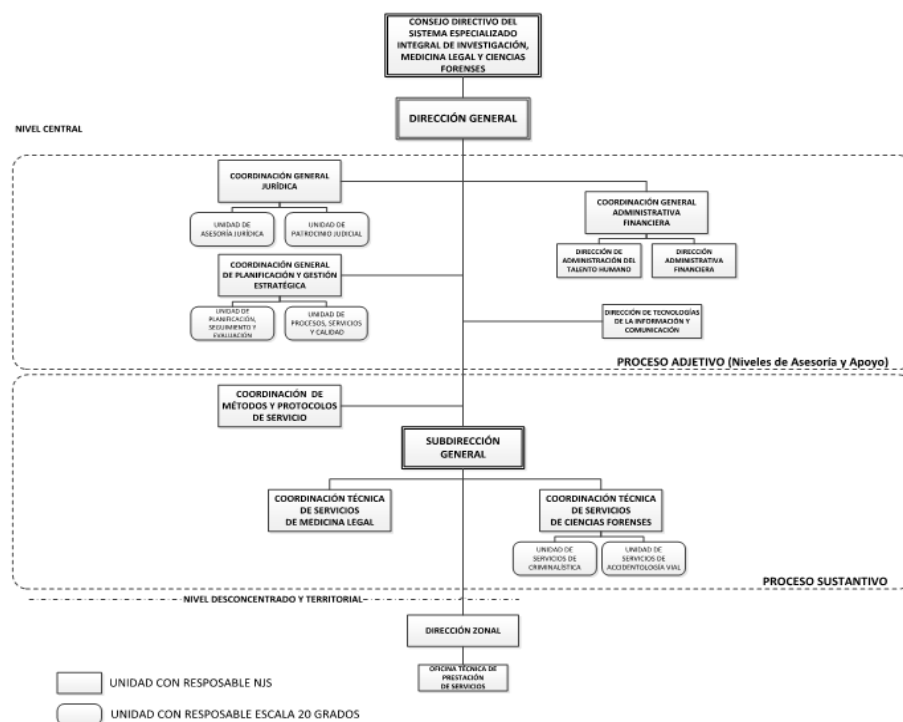 CONSEJO DIRECTIVO DEL
SISTEMA ESPECIALIZADO
INTEGRAL DE INVESTIGACIÓN,
MEDICINA LEGAL Y CIENCIAS
FORENSES
DIRECCIÓN GENERAL
NIVEL CENTRAL
COORDINACIÓN GENERAL
JURÍDICA
UNIDAD DE
ASESORÍA JURÍDICA
UNIDAD DE
PATROCINIO JUDICIAL
COORDINACIÓN GENERAL
ADMINISTRATIVA
FINANCIERA
DIRECCIÓN DE
ADMINISTRACIÓN DEL
TALENTO HUMANO
DIRECCIÓN
ADMINISTRATIVA
FINANCIERA
COORDINACIÓN GENERAL
DE PLANIFICACIÓN Y GESTIÓN
ESTRATÉGICA
UNIDAD DE
PLANIFICACIÓN,
SEGUIMIENTO Y
EVALUACIÓN
UNIDAD DE
PROCESOS, SERVICIOS
Y CALIDAD
DIRECCIÓN DE TECNOLOGÍAS
DE LA INFORMACIÓN Y
COMUNICACIÓN
PROCESO ADJETIVO (Niveles de Asesoría y Apoyo)
COORDINACIÓN DE
MÉTODOS Y PROTOCOLOS
DE SERVICIO
SUBDIRECCIÓN
GENERAL
COORDINACIÓN TÉCNICA
DE SERVICIOS
DE MEDICINA LEGAL
COORDINACIÓN TÉCNICA
DE SERVICIOS
DE CIENCIAS FORENSES
UNIDAD DE
SERVICIOS DE
CRIMINALÍSTICA
UNIDAD DE
SERVICIOS DE
ACCIDENTOLOGÍA VIAL
PROCESO SUSTANTIVO
NIVEL DESCONCENTRADO Y TERRITORIAL
DIRECCIÓN ZONAL
OFICINA TÉCNICA DE
PRESTACIÓN
DE SERVICIOS
UNIDAD CON RESPOSABLE NJS
UNIDAD CON RESPOSABLE ESCALA 20 GRADOS